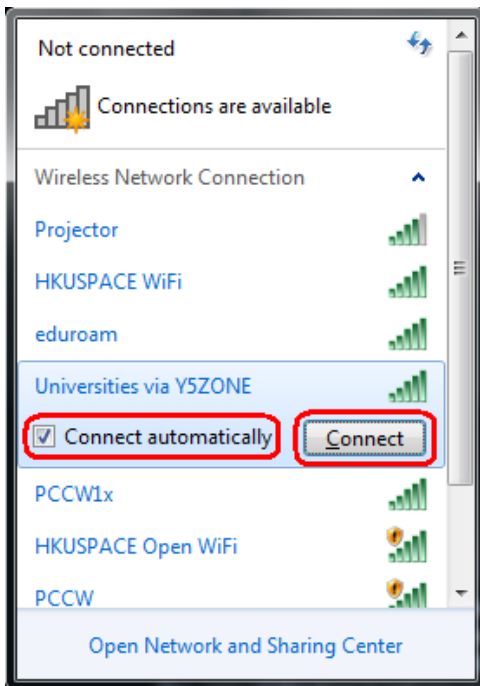 Not connected
Connections are available
Wireless Network Connection
Projector
HKUSPACE WiFi
eduroam
Universities via Y5ZONE
Connect automatically Connect
PCCW1x
HKUSPACE Open WiFi
PCCW
Open Network and Sharing Center